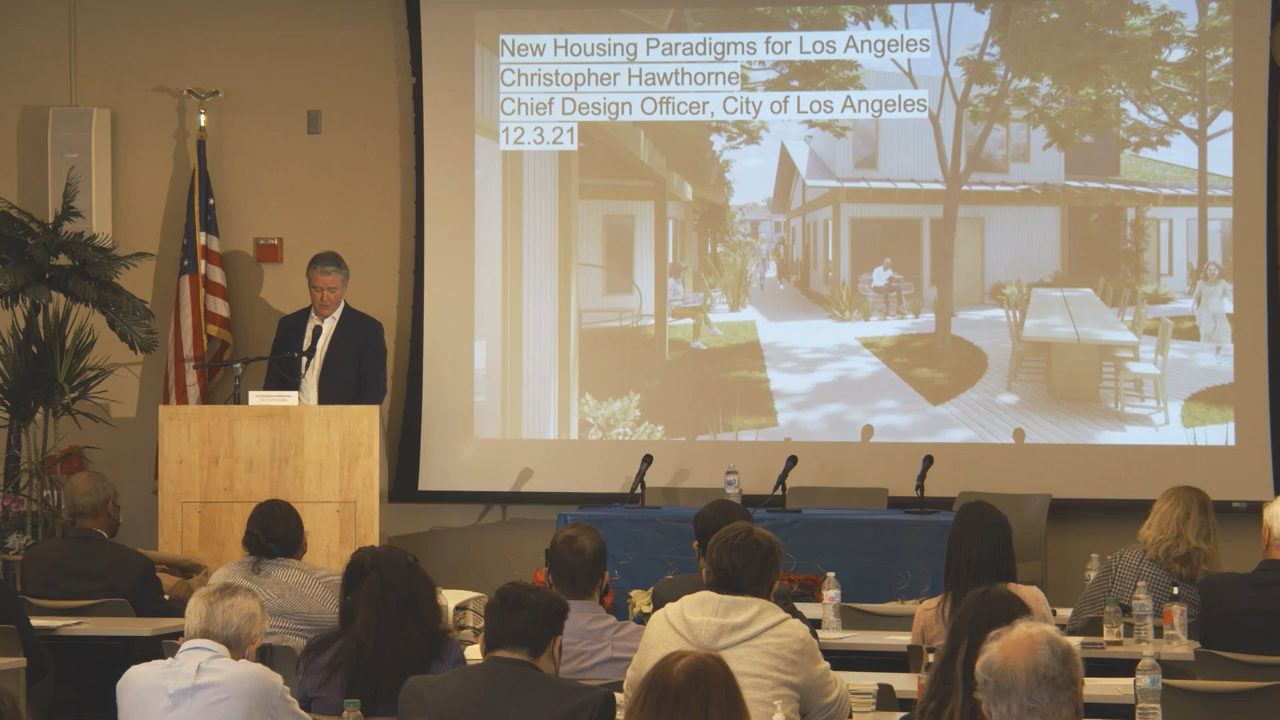 New Housing Paradigms for Los Angeles
Christopher Hawthorne
Chief Design Officer, City of Los Angeles
12.3.21